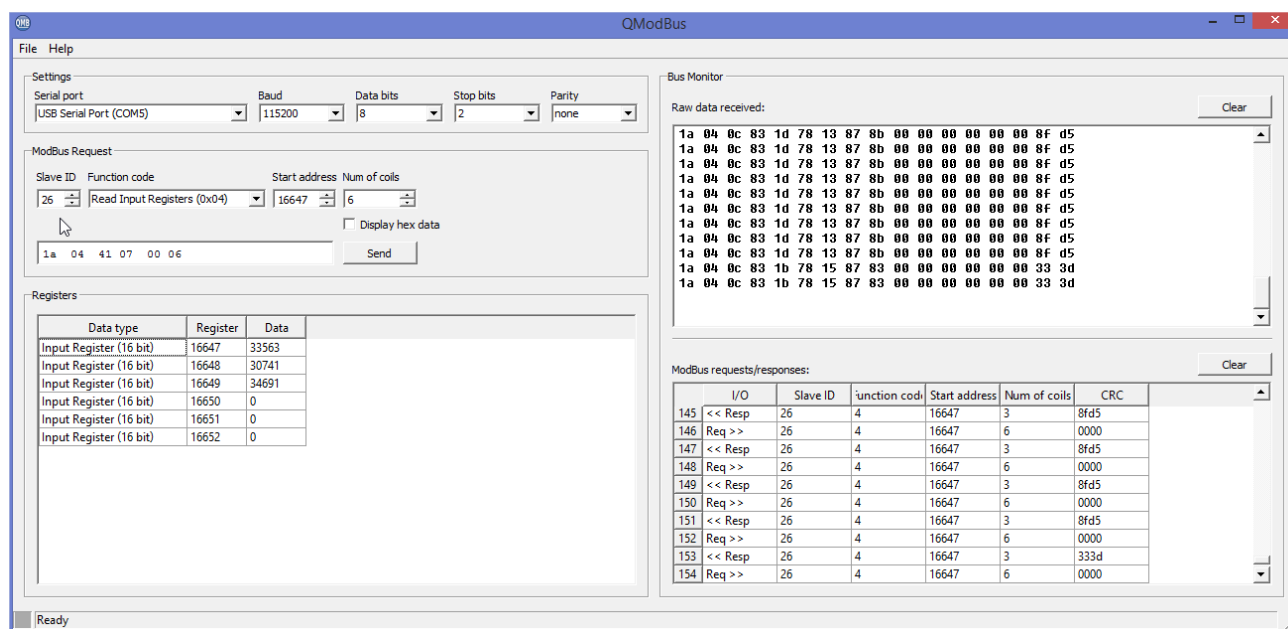 QMB QModBus
File Help
Settings
Serial port Baud Data bits Stop bits Parity
USB Serial Port (COM5) 115200 8 2 none
ModBus Request
Slave ID Function code Start address Num of coils
26 Read Input Registers (0x04) 16647 6
Display hex data
1a 04 41 07 00 06 Send
Registers
Data type Register Data
Input Register (16 bit) 16647 33563
Input Register (16 bit) 16648 30741
Input Register (16 bit) 16649 34691
Input Register (16 bit) 16650 0
Input Register (16 bit) 16651 0
Input Register (16 bit) 16652 0
Bus Monitor
Raw data received: Clear
1a 04 0c 83 1d 78 13 87 8b 00 00 00 00 00 00 8f d5
1a 04 0c 83 1d 78 13 87 8b 00 00 00 00 00 00 8f d5
1a 04 0c 83 1d 78 13 87 8b 00 00 00 00 00 00 8f d5
1a 04 0c 83 1d 78 13 87 8b 00 00 00 00 00 00 8f d5
1a 04 0c 83 1d 78 13 87 8b 00 00 00 00 00 00 8f d5
1a 04 0c 83 1d 78 13 87 8b 00 00 00 00 00 00 8f d5
1a 04 0c 83 1d 78 13 87 8b 00 00 00 00 00 00 8f d5
1a 04 0c 83 1d 78 13 87 8b 00 00 00 00 00 00 8f d5
1a 04 0c 83 1d 78 13 87 8b 00 00 00 00 00 00 8f d5
1a 04 0c 83 1b 78 15 87 83 00 00 00 00 00 00 33 3d
1a 04 0c 83 1b 78 15 87 83 00 00 00 00 00 00 33 3d
ModBus requests/responses: Clear
I/O Slave ID unction cod Start address Num of coils CRC
145 << Resp 26 4 16647 3 8fd5
146 Req >> 26 4 16647 6 0000
147 << Resp 26 4 16647 3 8fd5
148 Req >> 26 4 16647 6 0000
149 << Resp 26 4 16647 3 8fd5
150 Req >> 26 4 16647 6 0000
151 << Resp 26 4 16647 3 8fd5
152 Req >> 26 4 16647 6 0000
153 << Resp 26 4 16647 3 333d
154 Req >> 26 4 16647 6 0000
Ready